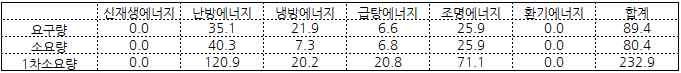 신재생에너지 난방에너지 냉방에너지 급탕에너지 조명에너지 환기에너지 합계
요구량 0.0 35.1 21.9 6.6 25.9 0.0 89.4
소요량 0.0 40.3 7.3 6.8 25.9 0.0 80.4
1차소요량 0.0 120.9 20.2 20.8 71.1 0.0 232.9